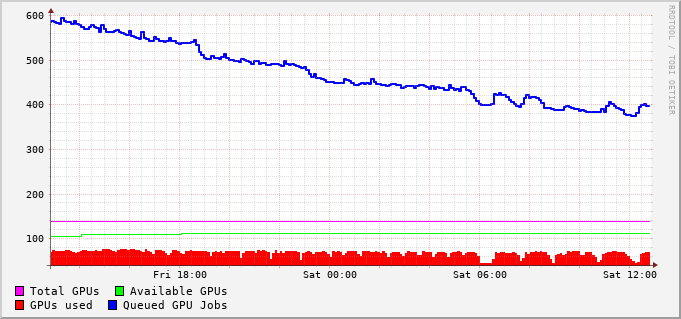 600
500
400
300
200
100
Fri 18:00 Sat 00:00 Sat 06:00 Sat 12:00
Total GPUs Available GPUs
GPUs used Queued GPU Jobs
RRDTOOL / TOBI OETIKER